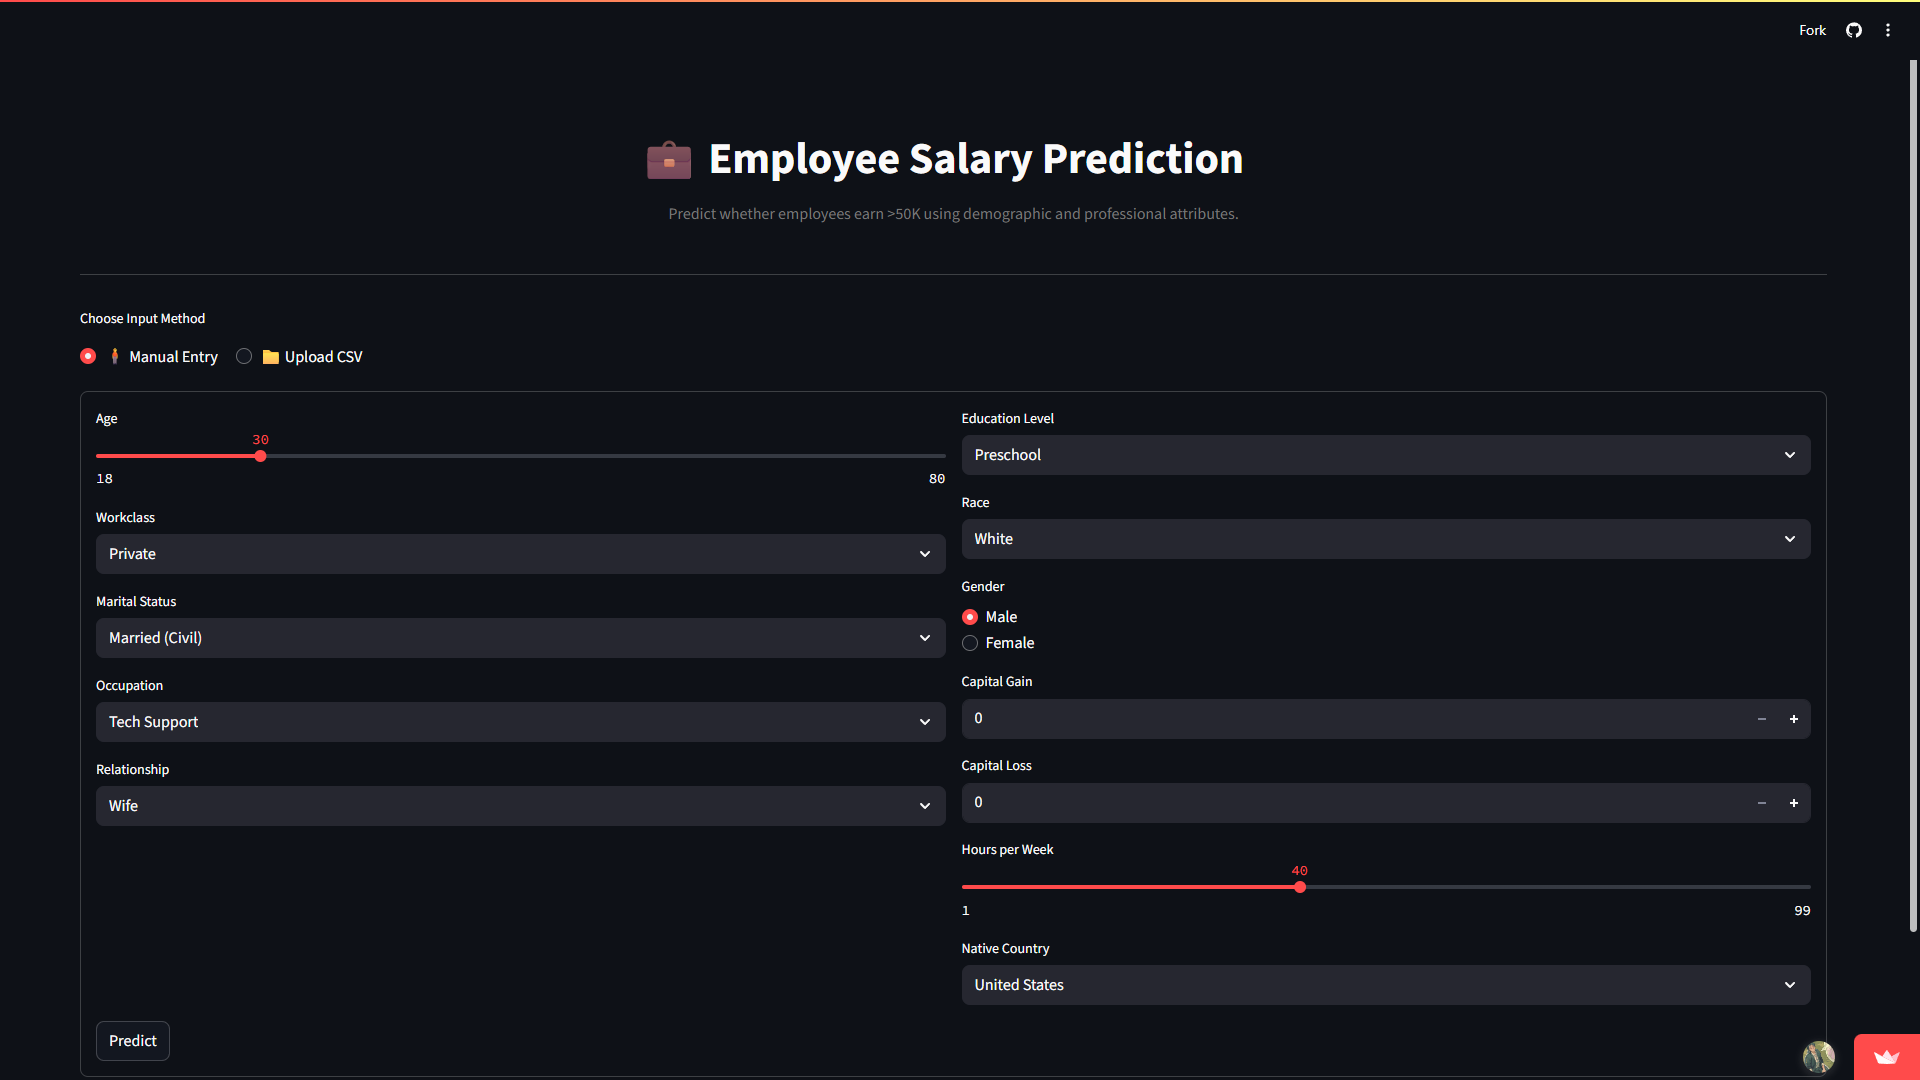 Fork
Employee Salary Prediction
Predict whether employees earn >50K using demographic and professional attributes.
Choose Input Method
Manual Entry
Upload CSV
Age
30
18
80
Workclass
Private
Marital Status
Married (Civil)
Occupation
Tech Support
Relationship
Wife
Education Level
Preschool
Race
White
Gender
Male
Female
Capital Gain
0
Capital Loss
0
Hours per Week
40
1
99
Native Country
United States
Predict